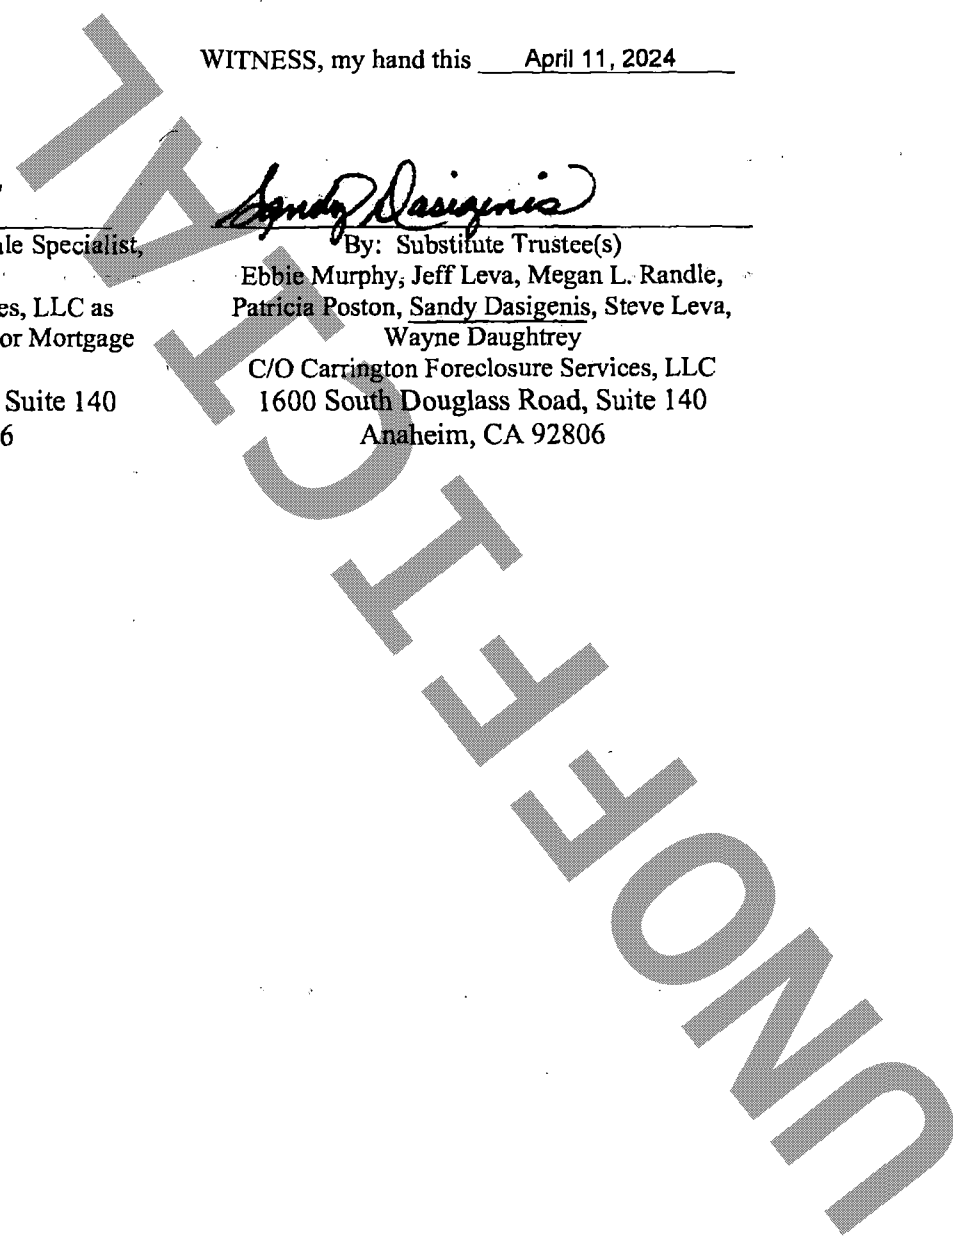 WITNESS, my hand this April 11, 2024
Sandy Dasigenis
ale Specialist,
By: Substitute Trustee(s)
Ebbie Murphy, Jeff Leva, Megan L. Randle,
es, LLC as
Patricia Poston, Sandy Dasigenis, Steve Leva,
or Mortgage
Wayne Daughtrey
C/O Carrington Foreclosure Services, LLC
Suite 140
1600 South Douglass Road, Suite 140
6
Anaheim, CA 92806
UNOFFICIAL